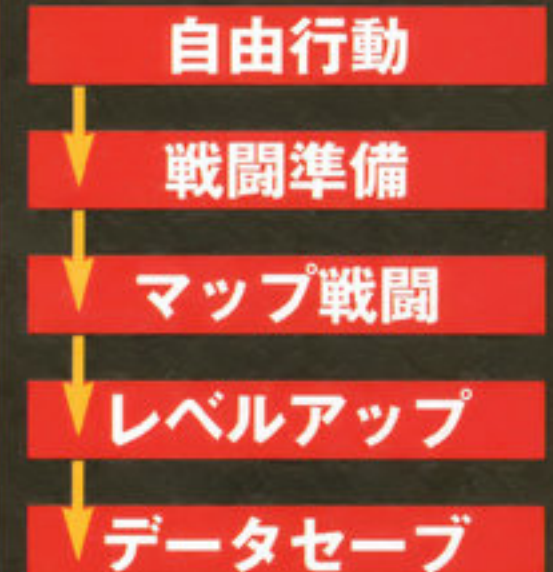 自由行動
戦闘準備
マップ戦闘
レベルアップ
データセーブ